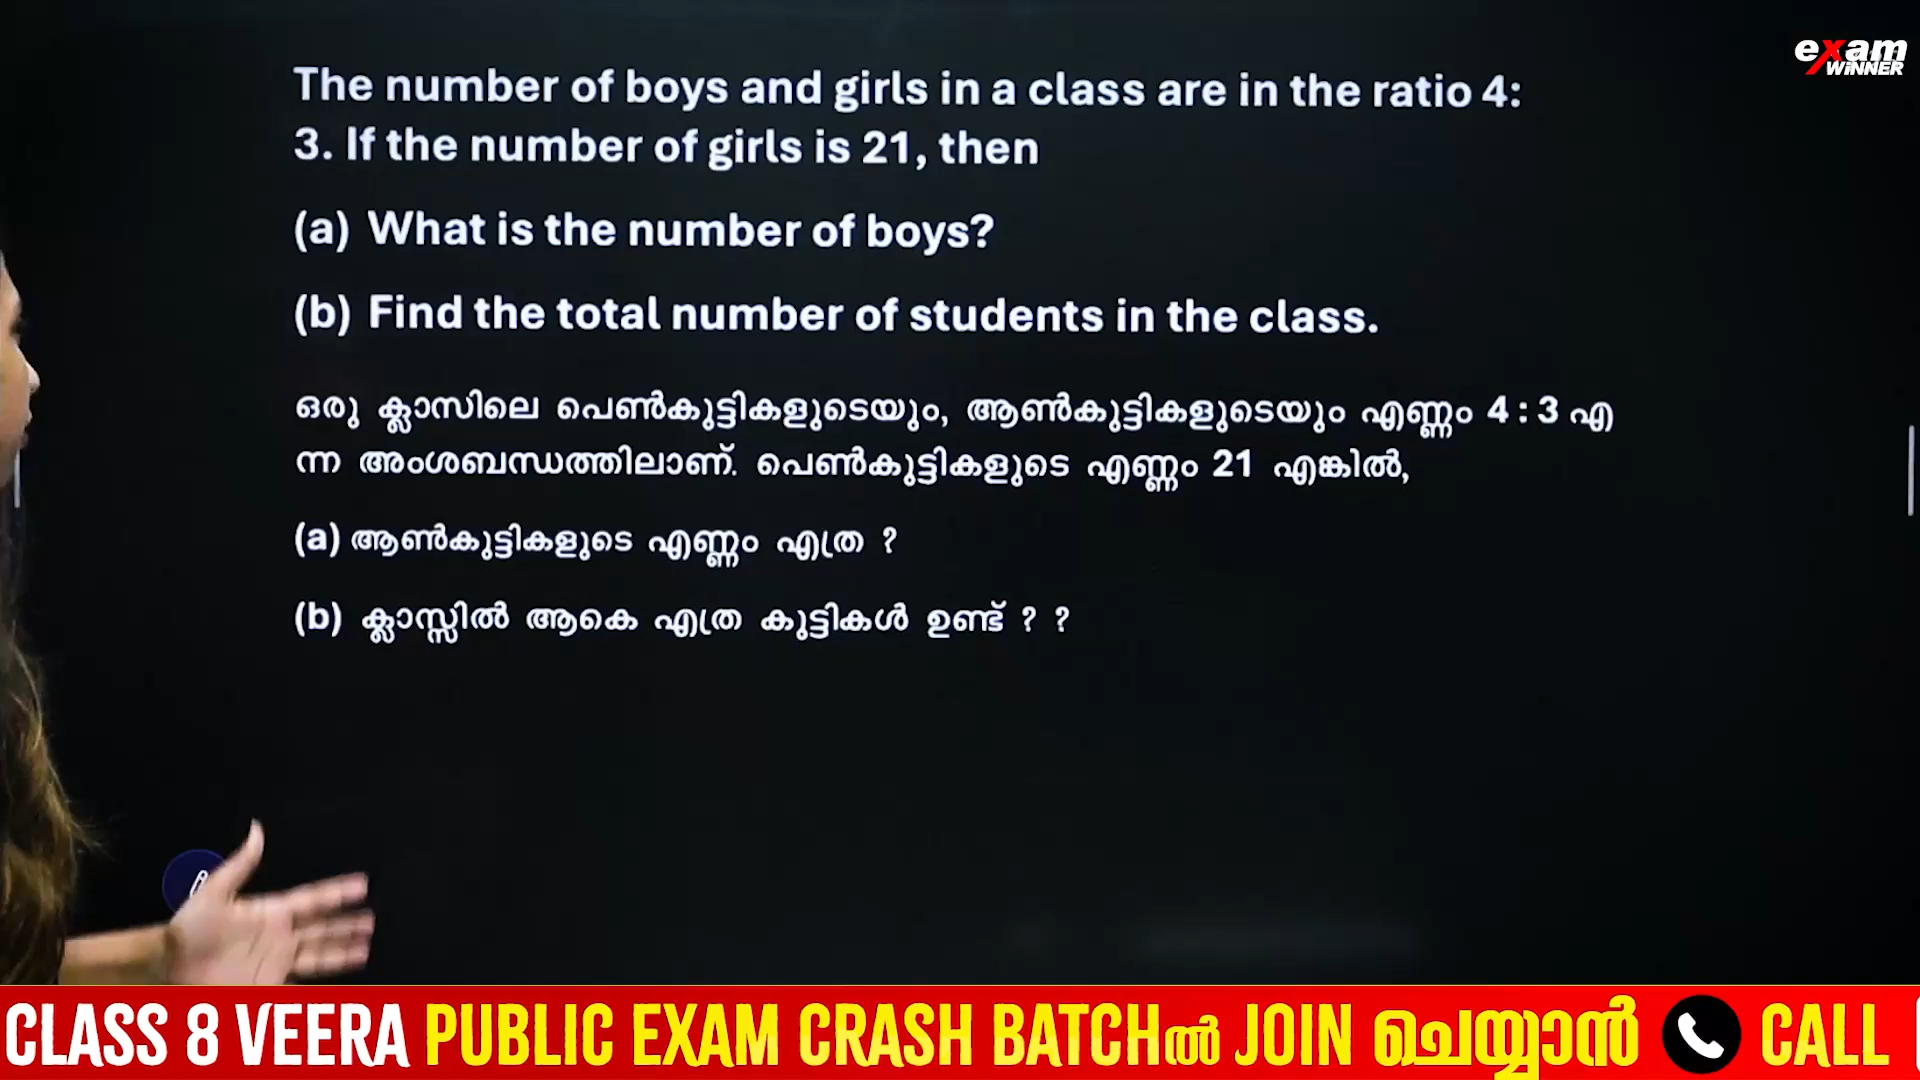 exam
WINNER
The number of boys and girls in a class are in the ratio 4:
3. If the number of girls is 21, then
(a) What is the number of boys?
(b) Find the total number of students in the class.
ഒരു ക്ലാസിലെ പെൺകുട്ടികളുടെയും, ആൺകുട്ടികളുടെയും എണ്ണം 4 : 3 എ
ന്ന അംശബന്ധത്തിലാണ്. പെൺകുട്ടികളുടെ എണ്ണം 21 എങ്കിൽ,
(a) ആൺകുട്ടികളുടെ എണ്ണം എത്ര ?
(b) ക്ലാസ്സിൽ ആകെ എത്ര കുട്ടികൾ ഉണ്ട് ? ?
CLASS 8 VEERA PUBLIC EXAM CRASH BATCHൽ JOIN ചെയ്യാൻ CALL